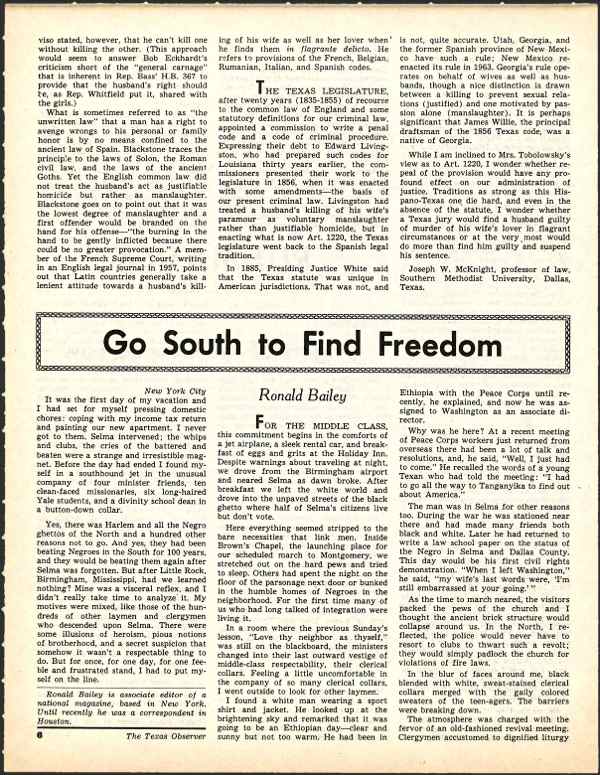 viso stated, however, that he can't kill one
without killing the other. (This approach
would seem to answer Bob Eckhardt's
criticism short of the "general carnage"
that is inherent in Rep. Bass' H.B. 367 to
provide that the husband's right should
be, as Rep. Whitfield put it, shared with
the girls.)
What is sometimes referred to as "the
unwritten law" that a man has a right to
avenge wrongs to his personal or family
honor is by no means confined to the
ancient law of Spain. Blackstone traces the
principle to the laws of Solon, the Roman
civil law, and the laws of the ancient
Goths. Yet the English common law did
not treat the husband's act as justifiable
homicide but rather as manslaughter.
Blackstone goes on to point out that it was
the lowest degree of manslaughter and a
first offender would be branded on the
hand for his offense—"the burning in the
hand to be gently inflicted because there
could be no greater provocation." A mem-
ber of the French Supreme Court, writing
in an English legal journal in 1957, points
out that Latin countries generally take a
lenient attitude towards a husband's kill-
ing of his wife as well as her lover when
he finds them in flagrante delicto. He
refers to provisions of the French, Belgian,
Rumanian, Italian, and Spanish codes.
THE TEXAS LEGISLATURE,
after twenty years (1835-1855) of recourse
to the common law of England and some
statutory definitions for our criminal law,
appointed a commission to write a penal
code and a code of criminal procedure.
Expressing their debt to Edward Living-
ston, who had prepared such codes for
Louisiana thirty years earlier, the com-
missioners presented their work to the
legislature in 1856, when it was enacted
with some amendments—the basis of
our present criminal law. Livingston had
treated a husband's killing of his wife's
paramour as voluntary manslaughter
rather than justifiable homicide, but in
enacting what is now Art. 1220, the Texas
legislature went back to the Spanish legal
tradition.
In 1885, Presiding Justice White said
that the Texas statute was unique in
American jurisdictions. That was not, and
is not, quite accurate. Utah, Georgia, and
the former Spanish province of New Mexi-
co have such a rule; New Mexico re-
enacted its rule in 1963. Georgia's rule ope-
rates on behalf of wives as well as hus-
bands, though a nice distinction is drawn
between a killing to prevent sexual rela-
tions (justified) and one motivated by pas-
sion alone (manslaughter). It is perhaps
significant that James Willie, the principal
draftsman of the 1856 Texas code, was a
native of Georgia.
While I am inclined to Mrs. Tobolowsky's
view as to Art. 1220, I wonder whether re-
peal of the provision would have any pro-
found effect on our administration of
justice. Traditions as strong as this His-
pano-Texas one die hard, and even in the
absence of the statute, I wonder whether
a Texas jury would find a husband guilty
of murder of his wife's lover in flagrant
circumstances or at the very most would
do more than find him guilty and suspend
his sentence.
Joseph W. McKnight, professor of law,
Southern Methodist University, Dallas,
Texas.
Go South to Find Freedom
New York City
It was the first day of my vacation and
I had set for myself pressing domestic
chores: coping with my income tax return
and painting our new apartment. I never
got to them. Selma intervened; the whips
and clubs, the cries of the battered and
beaten were a strange and irresistible mag-
net. Before the day had ended I found my-
self in a southbound jet in the unusual
company of four minister friends, ten
clean-faced missionaries, six long-haired
Yale students, and a divinity school dean in
a button-down collar.
Yes, there was Harlem and all the Negro
ghettos of the North and a hundred other
reasons not to go. And yes, they had been
beating Negroes in the South for 100 years,
and they would be beating them again after
Selma was forgotten. But after Little Rock,
Birmingham, Mississippi, had we learned
nothing? Mine was a visceral reflex, and I
didn't really take time to analyze it. My
motives were mixed, like those of the hun-
dreds of other laymen and clergymen
who descended upon Selma. There were
some illusions of heroism, pious notions
of brotherhood, and a secret suspicion that
somehow it wasn't a respectable thing to
do. But for once, for one day, for one fee-
ble and frustrated stand, I had to put my-
self on the line.
Ronald Bailey is associate editor of a
national magazine, based in New York.
Until recently he was a correspondent in
Houston.
6 The Texas Observer
Ronald Bailey
FOR THE MIDDLE CLASS,
this commitment begins in the comforts of
a jet airplane, a sleek rental car, and break-
fast of eggs and grits at the Holiday Inn.
Despite warnings about traveling at night,
we drove from the Birmingham airport
and neared Selma as dawn broke. After
breakfast we left the white world and
drove into the unpaved streets of the black
ghetto where half of Selma's citizens live
but don't vote.
Here everything seemed stripped to the
bare necessities that link men. Inside
Brown's Chapel, the launching place for
our scheduled march to Montgomery, we
stretched out on the hard pews and tried
to sleep. Others had spent the night on the
floor of the parsonage next door or bunked
in the humble homes of Negroes in the
neighborhood. For the first time many of
us who had long talked of integration were
living it.
In a room where the previous Sunday's
lesson, "Love thy neighbor as thyself,"
was still on the blackboard, the ministers
changed into their last outward vestige of
middle-class respectability, their clerical
collars. Feeling a little uncomfortable in
the company of so many clerical collars,
I went outside to look for other laymen.
I found a white man wearing a sport
shirt and jacket. He looked up at the
brightening sky and remarked that it was
going to be an Ethiopian day—clear and
sunny but not too warm. He had been in
Ethiopia with the Peace Corps until re-
cently, he explained, and now he was as-
signed to Washington as an associate di-
rector.
Why was he here? At a recent meeting
of Peace Corps workers just returned from
overseas there had been a lot of talk and
resolutions, and, he said, "Well, I just had
to come." He recalled the words of a young
Texan who had told the meeting: "I had
to go all the way to Tanganyika to find out
about America."
The man was in Selma for other reasons
too. During the war he was stationed near
there and had made many friends both
black and white. Later he had returned to
write a law school paper on the status of
the Negro in Selma and Dallas County.
This day would be his first civil rights
demonstration. "When I left Washington,"
he said, "my wife's last words were, 'I'm
still embarrassed at your going.'"
As the time to march neared, the visitors
packed the pews of the church and I
thought the ancient brick structure would
collapse around us. In the North, I re-
flected, the police would never have to
resort to clubs to thwart such a revolt;
they would simply padlock the church for
violations of fire laws.
In the blur of faces around me, black
blended with white, sweat-stained clerical
collars merged with the gaily colored
sweaters of the teen-agers. The barriers
were breaking down.
The atmosphere was charged with the
fervor of an old-fashioned revival meeting.
Clergymen accustomed to dignified liturgy